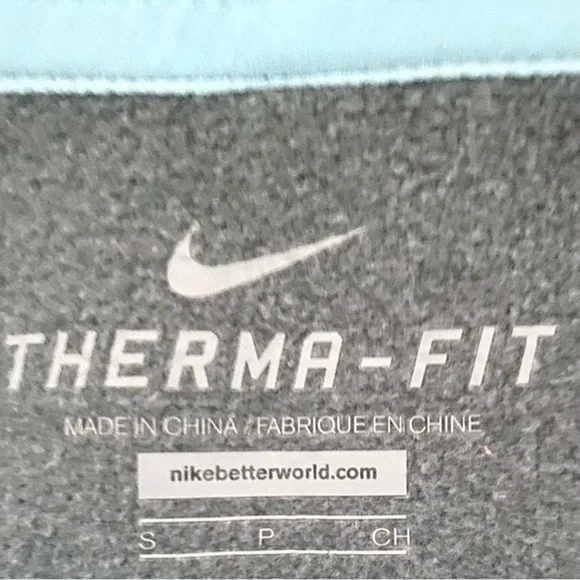 THERMA-FIT
MADE IN CHINA / FABRIQUE EN CHINE
nikebetterworld.com
S P CH